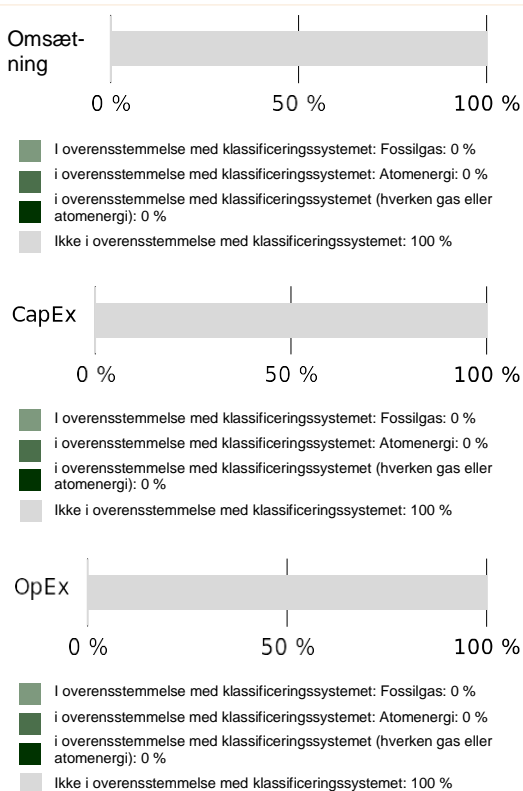 Omsæt-
ning
0 % 50 % 100 %
I overensstemmelse med klassificeringssystemet: Fossilgas: 0 %
i overensstemmelse med klassificeringssystemet: Atomenergi: 0 %
i overensstemmelse med klassificeringssystemet (hverken gas eller
atomenergi): 0 %
Ikke i overensstemmelse med klassificeringssystemet: 100 %
CapEx
0 % 50 % 100 %
I overensstemmelse med klassificeringssystemet: Fossilgas: 0 %
i overensstemmelse med klassificeringssystemet: Atomenergi: 0 %
i overensstemmelse med klassificeringssystemet (hverken gas eller
atomenergi): 0 %
Ikke i overensstemmelse med klassificeringssystemet: 100 %
OpEx
0 % 50 % 100 %
I overensstemmelse med klassificeringssystemet: Fossilgas: 0 %
i overensstemmelse med klassificeringssystemet: Atomenergi: 0 %
i overensstemmelse med klassificeringssystemet (hverken gas eller
atomenergi): 0 %
Ikke i overensstemmelse med klassificeringssystemet: 100 %